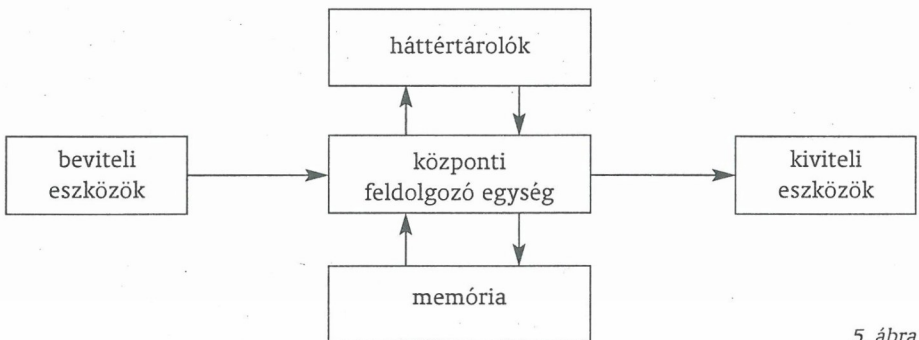 háttértárolók
beviteli
eszközök
központi
feldolgozó egység
kiviteli
eszközök
memória
5. ábra